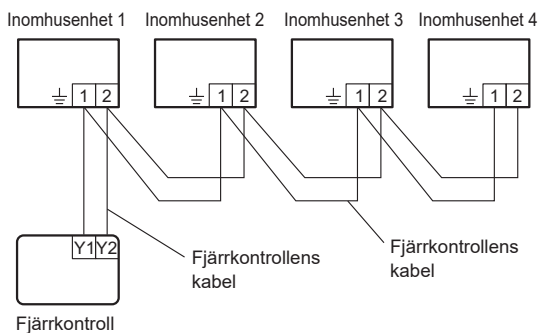 Inomhusenhet 1 Inomhusenhet 2 Inomhusenhet 3 Inomhusenhet 4
1 2 1 2 1 2 1 2
Y1 Y2
Fjärrkontrollens
kabel
Fjärrkontrollens
kabel
Fjärrkontroll